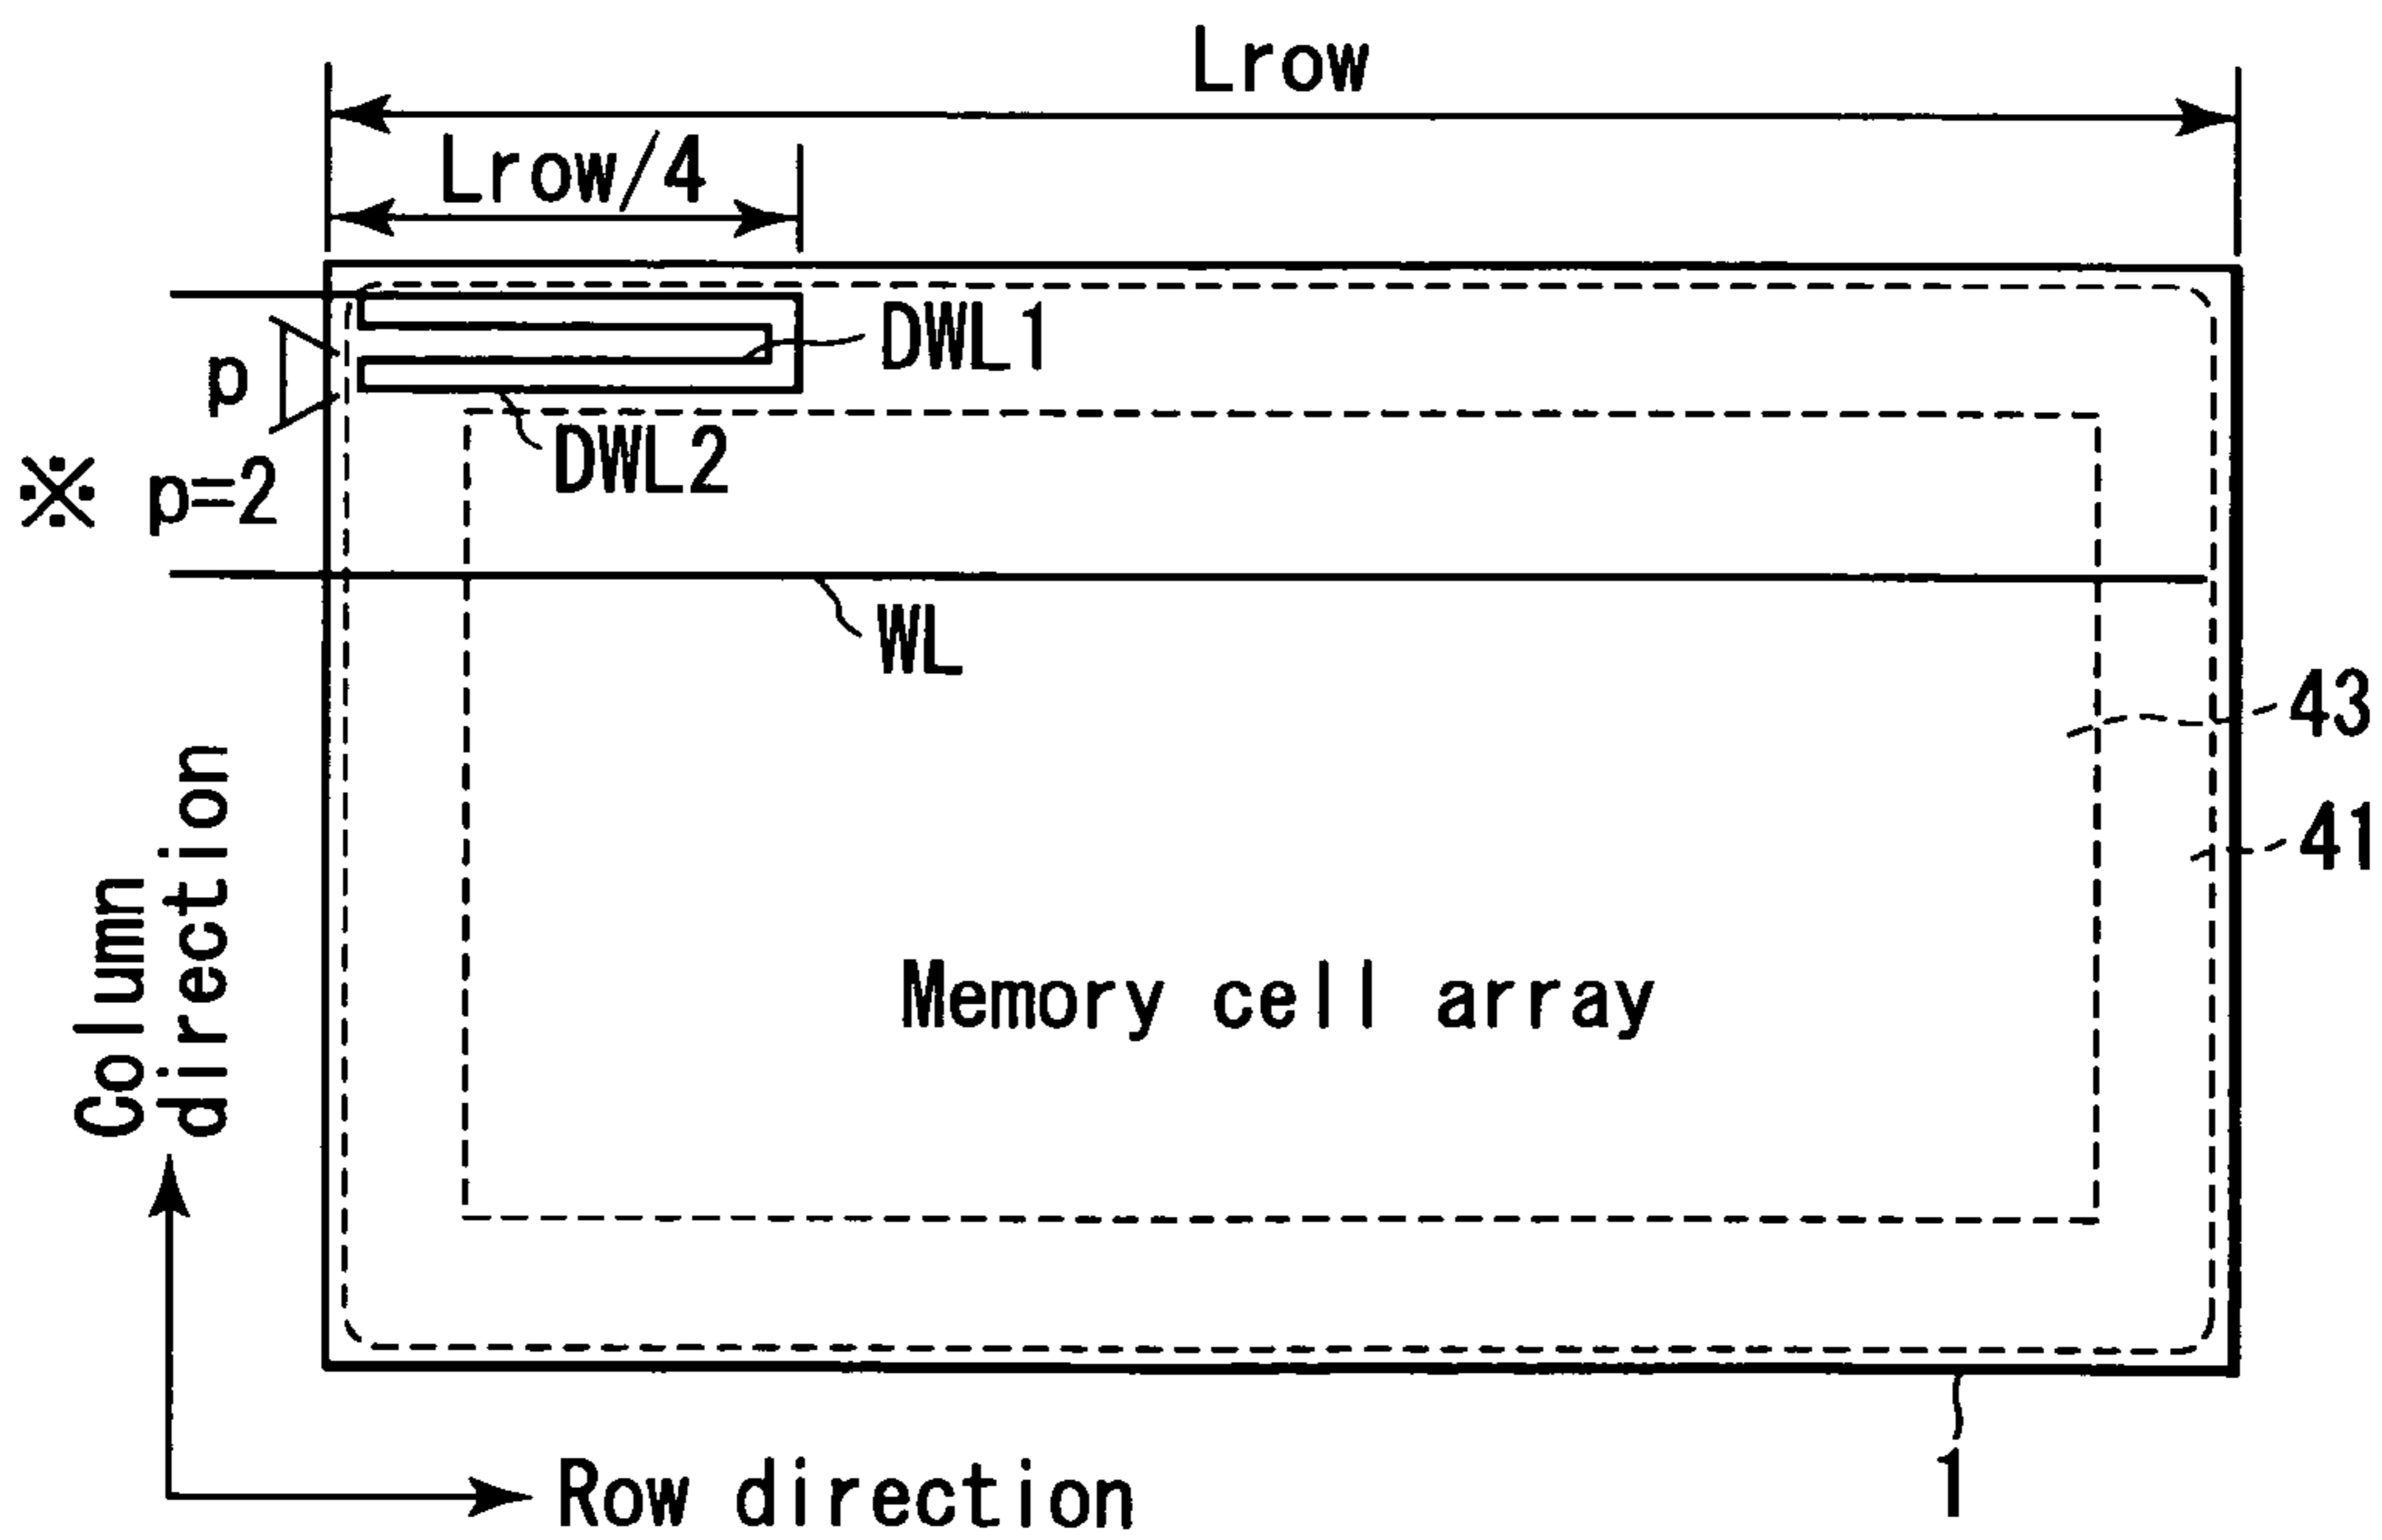 Lrow
Lrow/4
DWL1
p
DWL2
※ p=2
WL
43
41
Column
direction
Memory cell array
Row direction
1